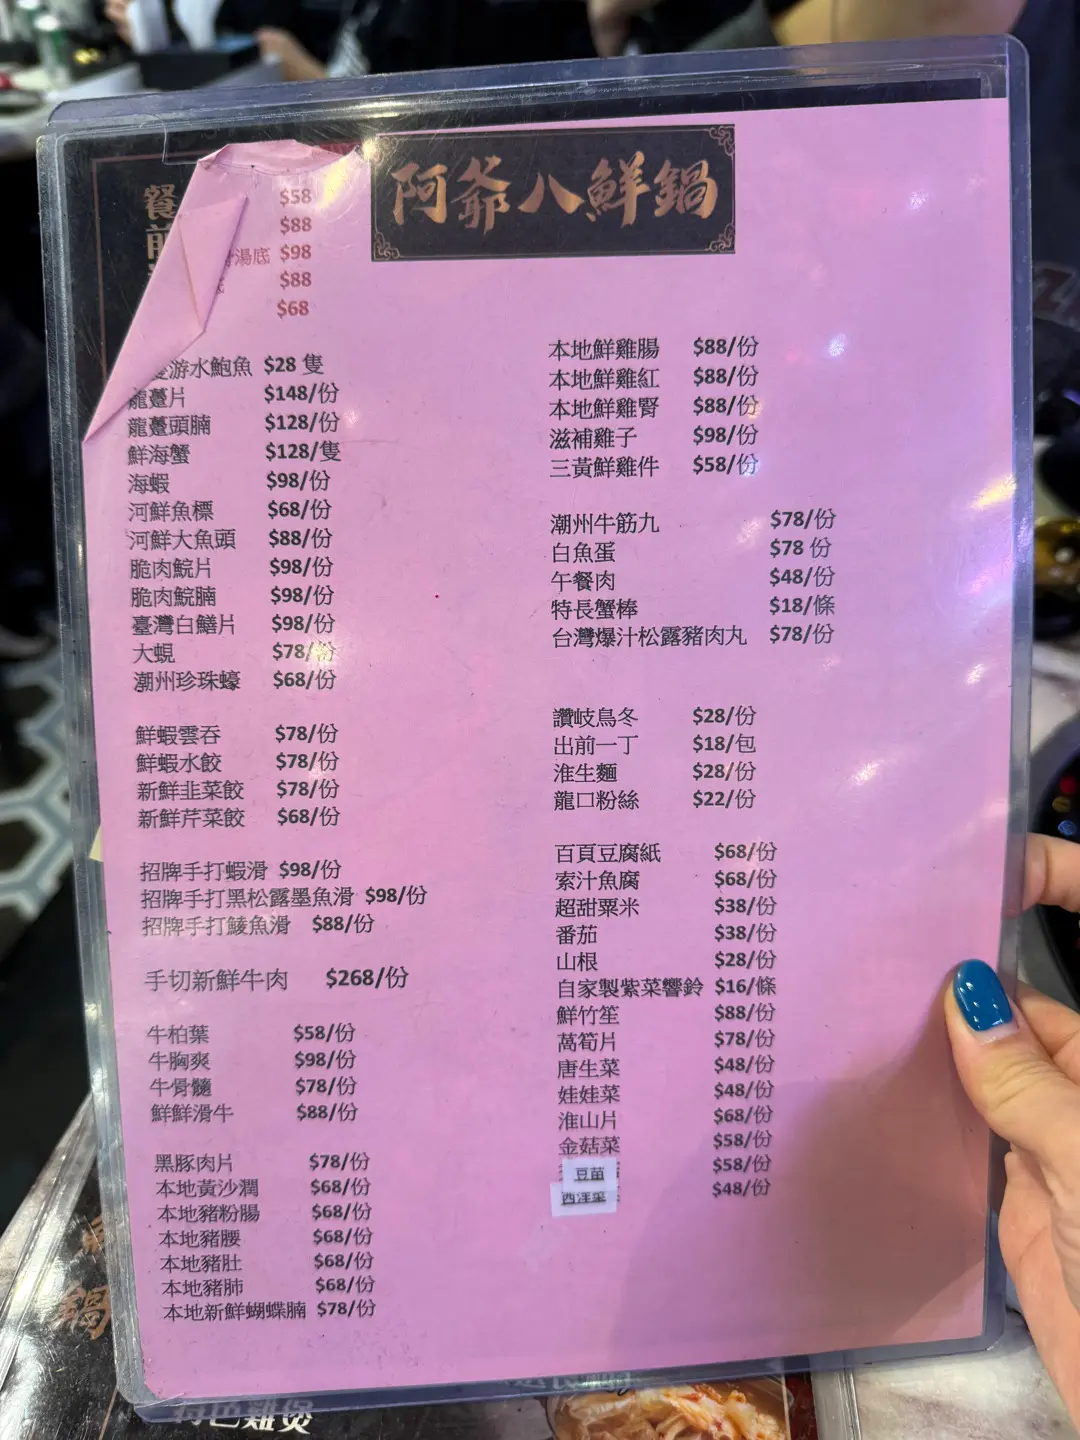 阿爺八鮮鍋
餐前
$58
$88
湯底 $98
$88
$68
游水鮑魚 $28 隻
龍躉片 $148/份
龍躉頭腩 $128/份
鮮海蟹 $128/隻
海蝦 $98/份
河鮮魚標 $68/份
河鮮大魚頭 $88/份
脆肉鯇片 $98/份
脆肉鯇腩 $98/份
臺灣白鱔片 $98/份
大蜆 $78/份
潮州珍珠蠔 $68/份
鮮蝦雲吞 $78/份
鮮蝦水餃 $78/份
新鮮韭菜餃 $78/份
新鮮芹菜餃 $68/份
招牌手打蝦滑 $98/份
招牌手打黑松露墨魚滑 $98/份
招牌手打鯪魚滑 $88/份
手切新鮮牛肉 $268/份
牛柏葉 $58/份
牛胸爽 $98/份
牛骨髓 $78/份
鮮鮮滑牛 $88/份
黑豚肉片 $78/份
本地黃沙潤 $68/份
本地豬粉腸 $68/份
本地豬腰 $68/份
本地豬肚 $68/份
本地豬肺 $68/份
本地新鮮蝴蝶腩 $78/份
本地鮮雞腸 $88/份
本地鮮雞紅 $88/份
本地鮮雞腎 $88/份
滋補雞子 $98/份
三黃鮮雞件 $58/份
潮州牛筋九 $78/份
白魚蛋 $78 份
午餐肉 $48/份
特長蟹棒 $18/條
台灣爆汁松露豬肉丸 $78/份
讚岐烏冬 $28/份
出前一丁 $18/包
淮生麵 $28/份
龍口粉絲 $22/份
百頁豆腐紙 $68/份
索汁魚腐 $68/份
超甜粟米 $38/份
番茄 $38/份
山根 $28/份
自家製紫菜響鈴 $16/條
鮮竹笙 $88/份
萵筍片 $78/份
唐生菜 $48/份
娃娃菜 $48/份
淮山片 $68/份
金菇菜 $58/份
豆苗 $58/份
西洋菜 $48/份
鍋
特色雞煲